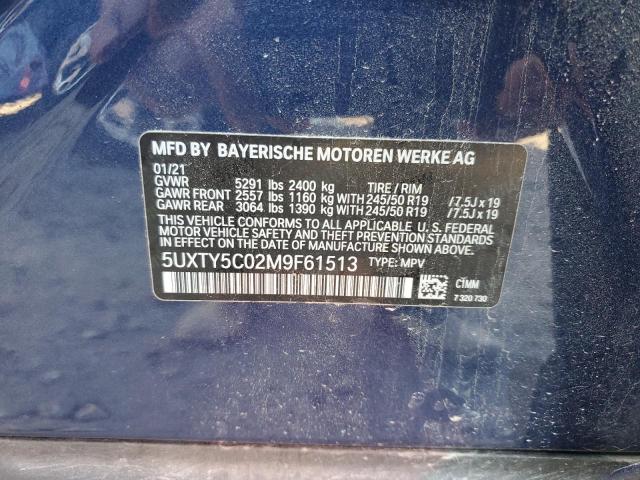 MFD BY BAYERISCHE MOTOREN WERKE AG
01/21
GVWR 5291 lbs 2400 kg TIRE / RIM
GAWR FRONT 2557 lbs 1160 kg WITH 245/50 R19 /7.5J x 19
GAWR REAR 3064 lbs 1390 kg WITH 245/50 R19 /7.5J x 19
THIS VEHICLE CONFORMS TO ALL APPLICABLE U. S. FEDERAL
MOTOR VEHICLE SAFETY AND THEFT PREVENTION STANDARDS
IN EFFECT ON THE DATE OF MANUFACTURE SHOWN ABOVE.
5UXTY5C02M9F61513 TYPE: MPV
C1MM
7 320 730